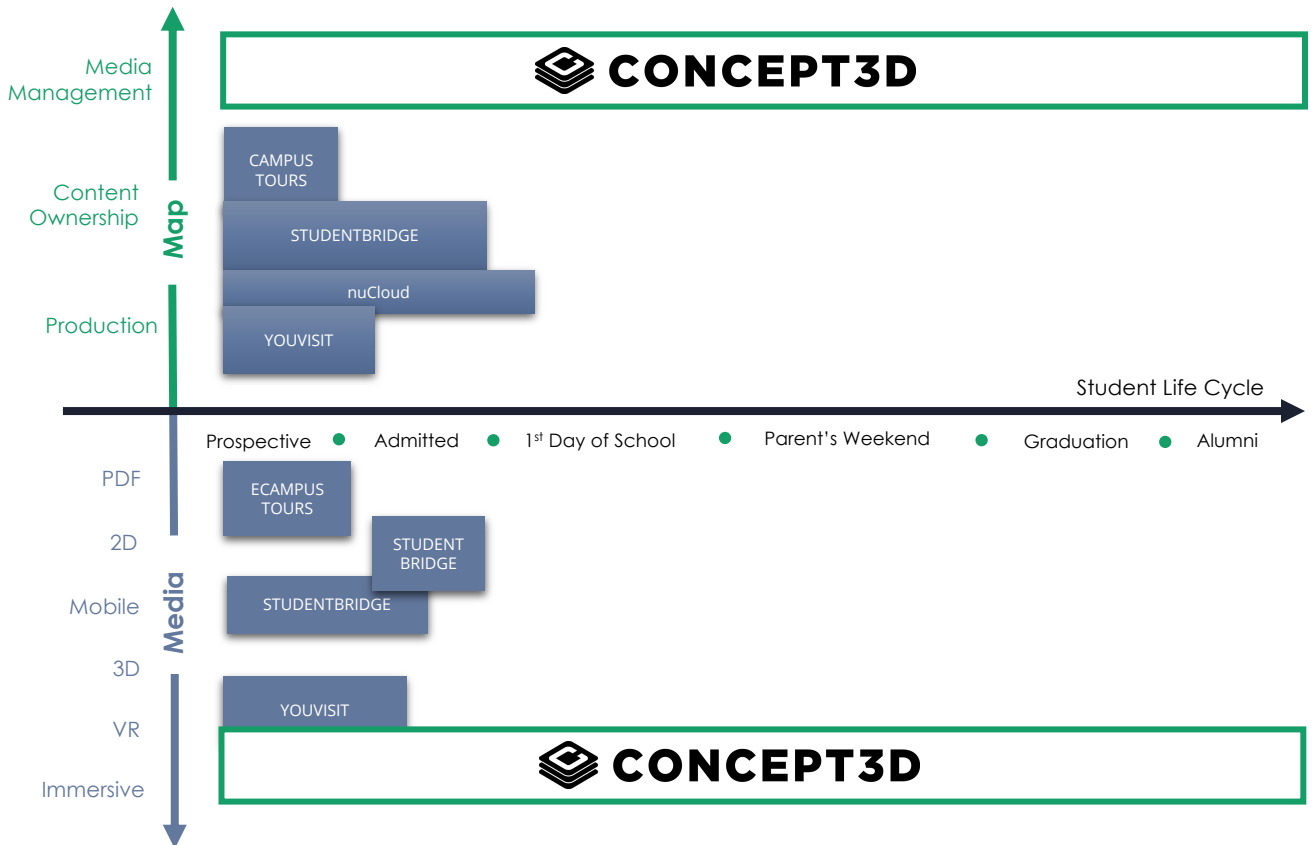 Media
Management
CONCEPT3D
CAMPUS
TOURS
Content
Ownership
Map
STUDENTBRIDGE
nuCloud
Production
YOUVISIT
Student Life Cycle
Prospective ● Admitted ● 1st Day of School ● Parent's Weekend ● Graduation ● Alumni
PDF
ECAMPUS
TOURS
2D
STUDENT
BRIDGE
Mobile
Media
STUDENTBRIDGE
3D
YOUVISIT
VR
CONCEPT3D
Immersive